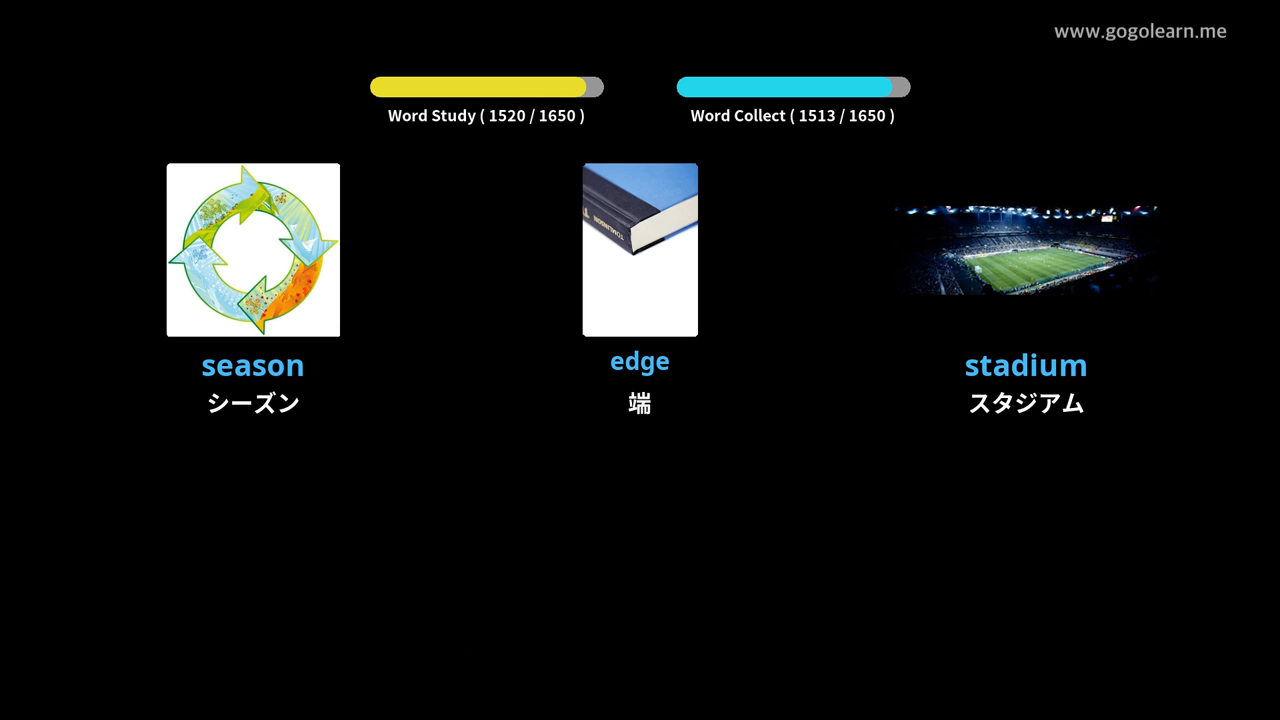 www.gogolearn.me
Word Study ( 1520 / 1650 )
Word Collect ( 1513 / 1650 )
TOMLINSON
season
edge
stadium
シーズン
端
スタジアム